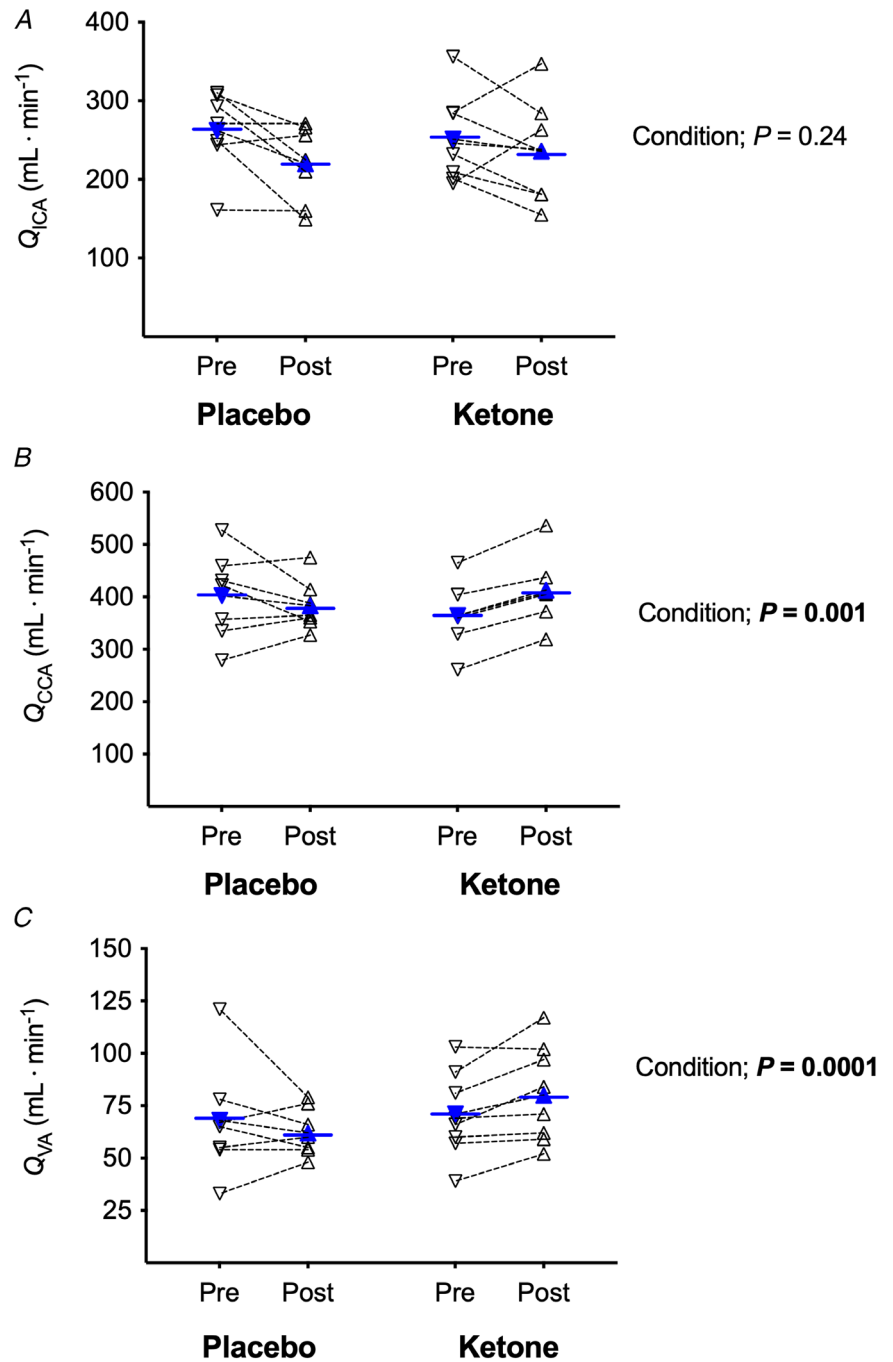 A
400
300
200
100
Q_ICA (mL · min⁻¹)
Condition; P = 0.24
Pre Post Pre Post
Placebo Ketone
B
600
500
400
300
200
100
Q_CCA (mL · min⁻¹)
Condition; P = 0.001
Pre Post Pre Post
Placebo Ketone
C
150
125
100
75
50
25
Q_VA (mL · min⁻¹)
Condition; P = 0.0001
Pre Post Pre Post
Placebo Ketone